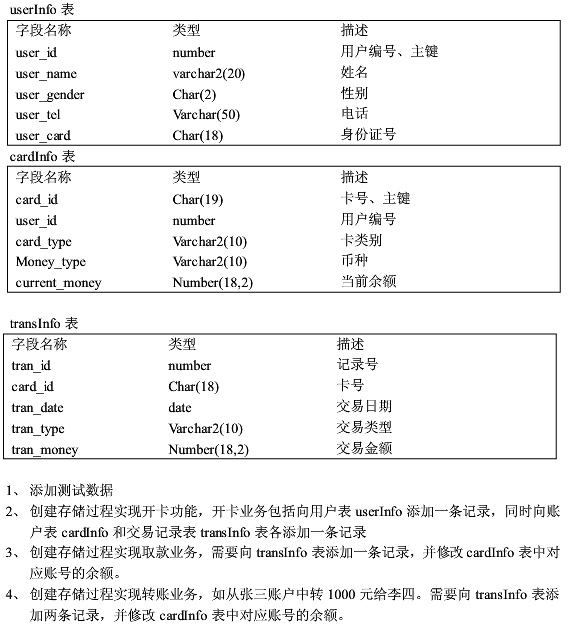 userInfo 表
字段名称 类型 描述
user_id number 用户编号、主键
user_name varchar2(20) 姓名
user_gender Char(2) 性别
user_tel Varchar(50) 电话
user_card Char(18) 身份证号
cardInfo 表
字段名称 类型 描述
card_id Char(19) 卡号、主键
user_id number 用户编号
card_type Varchar2(10) 卡类别
Money_type Varchar2(10) 币种
current_money Number(18,2) 当前余额
transInfo 表
字段名称 类型 描述
tran_id number 记录号
card_id Char(18) 卡号
tran_date date 交易日期
tran_type Varchar2(10) 交易类型
tran_money Number(18,2) 交易金额
1、 添加测试数据
2、 创建存储过程实现开卡功能，开卡业务包括向用户表 userInfo 添加一条记录，同时向账
户表 cardInfo 和交易记录表 transInfo 表各添加一条记录
3、 创建存储过程实现取款业务，需要向 transInfo 表添加一条记录，并修改 cardInfo 表中对
应账号的余额。
4、 创建存储过程实现转账业务，如从张三账户中转 1000 元给李四。需要向 transInfo 表添
加两条记录，并修改 cardInfo 表中对应账号的余额。